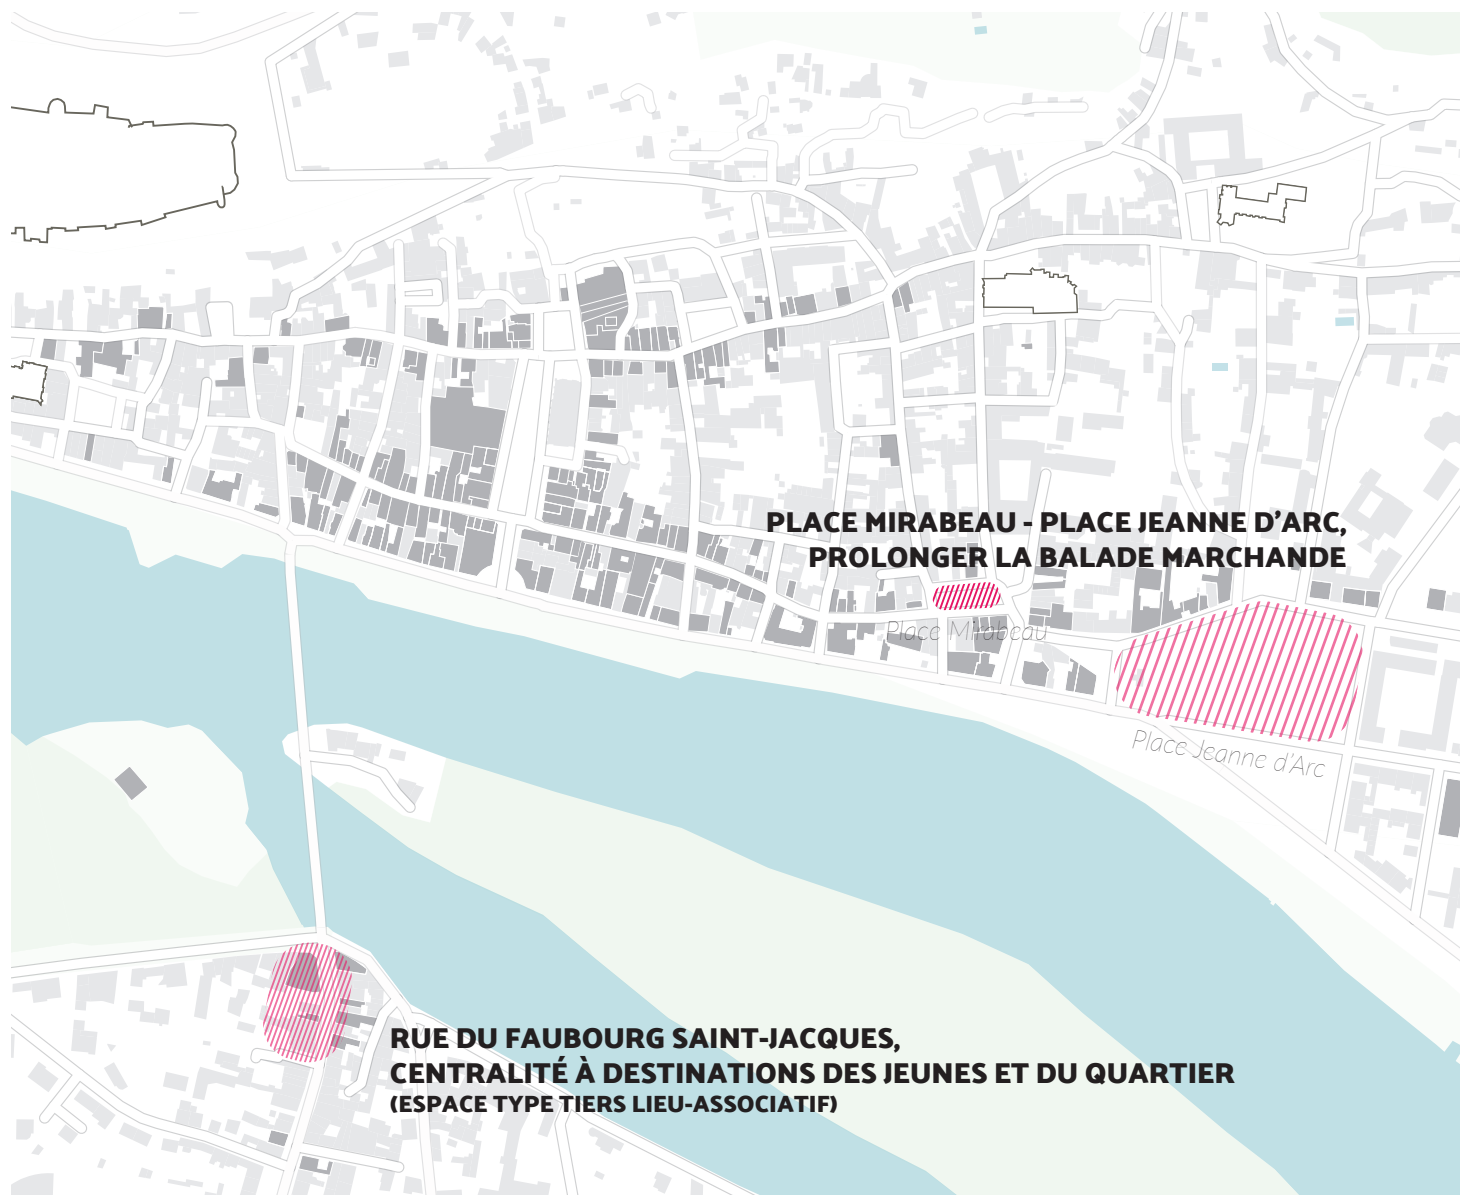 PLACE MIRABEAU - PLACE JEANNE D'ARC,
PROLONGER LA BALADE MARCHANDE
Place Mirabeau
Place Jeanne d'Arc
RUE DU FAUBOURG SAINT-JACQUES,
CENTRALITÉ À DESTINATIONS DES JEUNES ET DU QUARTIER
(ESPACE TYPE TIERS LIEU-ASSOCIATIF)